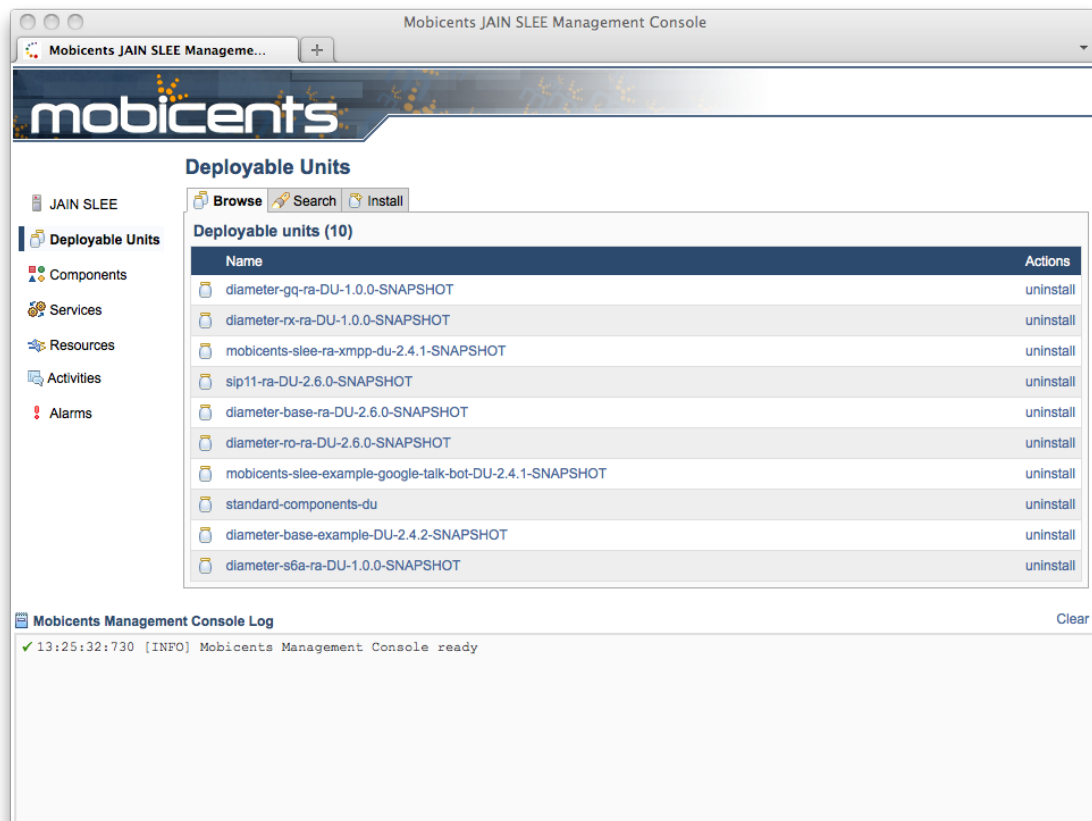 Mobicents JAIN SLEE Management Console
Mobicents JAIN SLEE Manageme...
mobicents
Deployable Units
JAIN SLEE
Deployable Units
Components
Services
Resources
Activities
Alarms
Browse Search Install
Deployable units (10)
Name Actions
diameter-gq-ra-DU-1.0.0-SNAPSHOT uninstall
diameter-rx-ra-DU-1.0.0-SNAPSHOT uninstall
mobicents-slee-ra-xmpp-du-2.4.1-SNAPSHOT uninstall
sip11-ra-DU-2.6.0-SNAPSHOT uninstall
diameter-base-ra-DU-2.6.0-SNAPSHOT uninstall
diameter-ro-ra-DU-2.6.0-SNAPSHOT uninstall
mobicents-slee-example-google-talk-bot-DU-2.4.1-SNAPSHOT uninstall
standard-components-du uninstall
diameter-base-example-DU-2.4.2-SNAPSHOT uninstall
diameter-s6a-ra-DU-1.0.0-SNAPSHOT uninstall
Mobicents Management Console Log Clear
13:25:32:730 [INFO] Mobicents Management Console ready